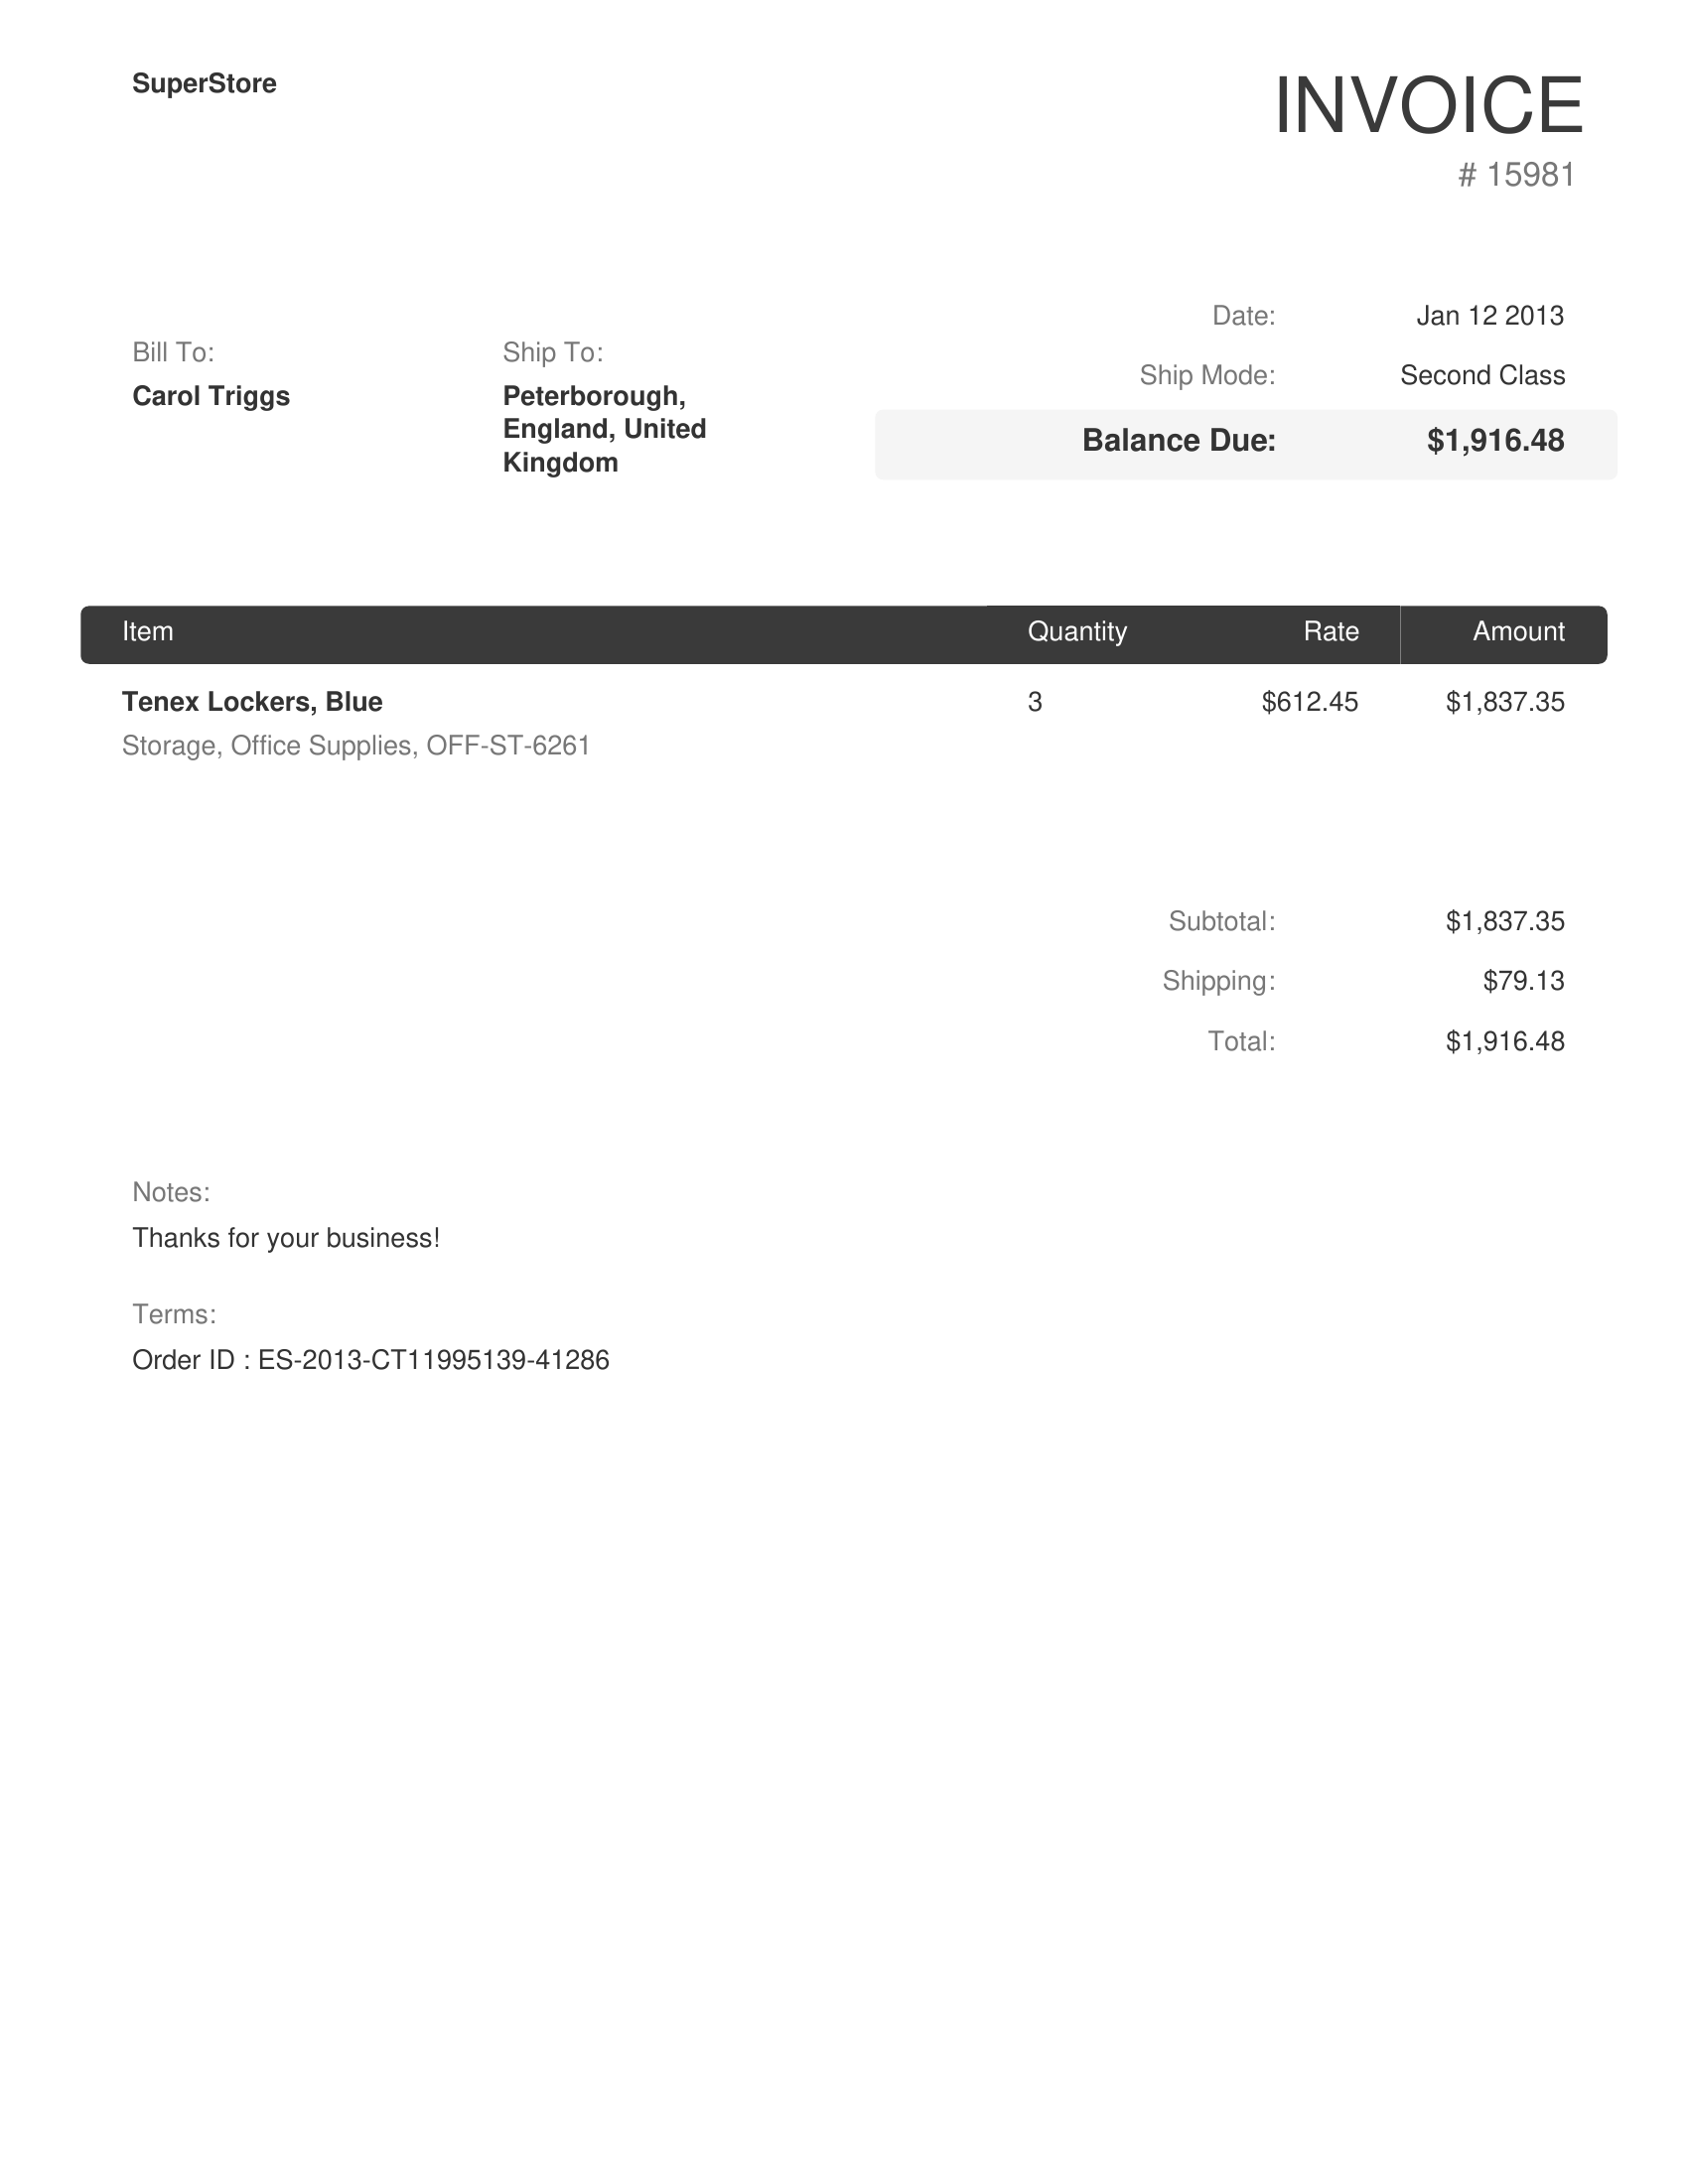 SuperStore
INVOICE
# 15981
Date: Jan 12 2013
Ship Mode: Second Class
Balance Due: $1,916.48
Bill To:
Carol Triggs
Ship To:
Peterborough,
England, United
Kingdom
Item Quantity Rate Amount
Tenex Lockers, Blue 3 $612.45 $1,837.35
Storage, Office Supplies, OFF-ST-6261
Subtotal: $1,837.35
Shipping: $79.13
Total: $1,916.48
Notes:
Thanks for your business!
Terms:
Order ID : ES-2013-CT11995139-41286